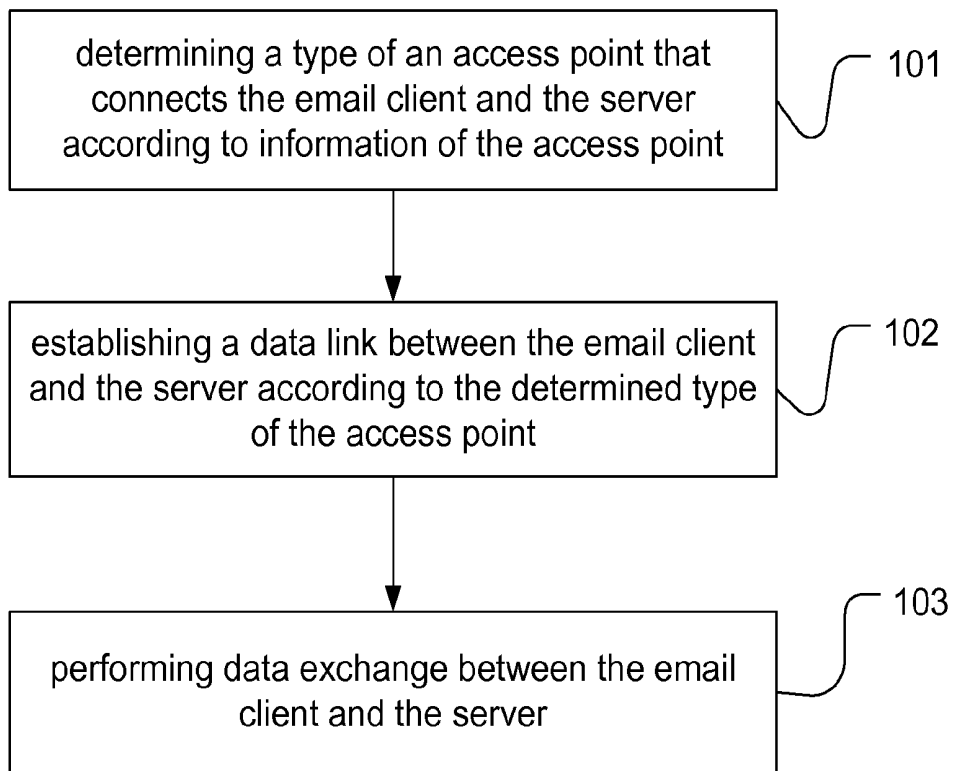 determining a type of an access point that
connects the email client and the server
according to information of the access point
101
establishing a data link between the email client
and the server according to the determined type
of the access point
102
performing data exchange between the email
client and the server
103